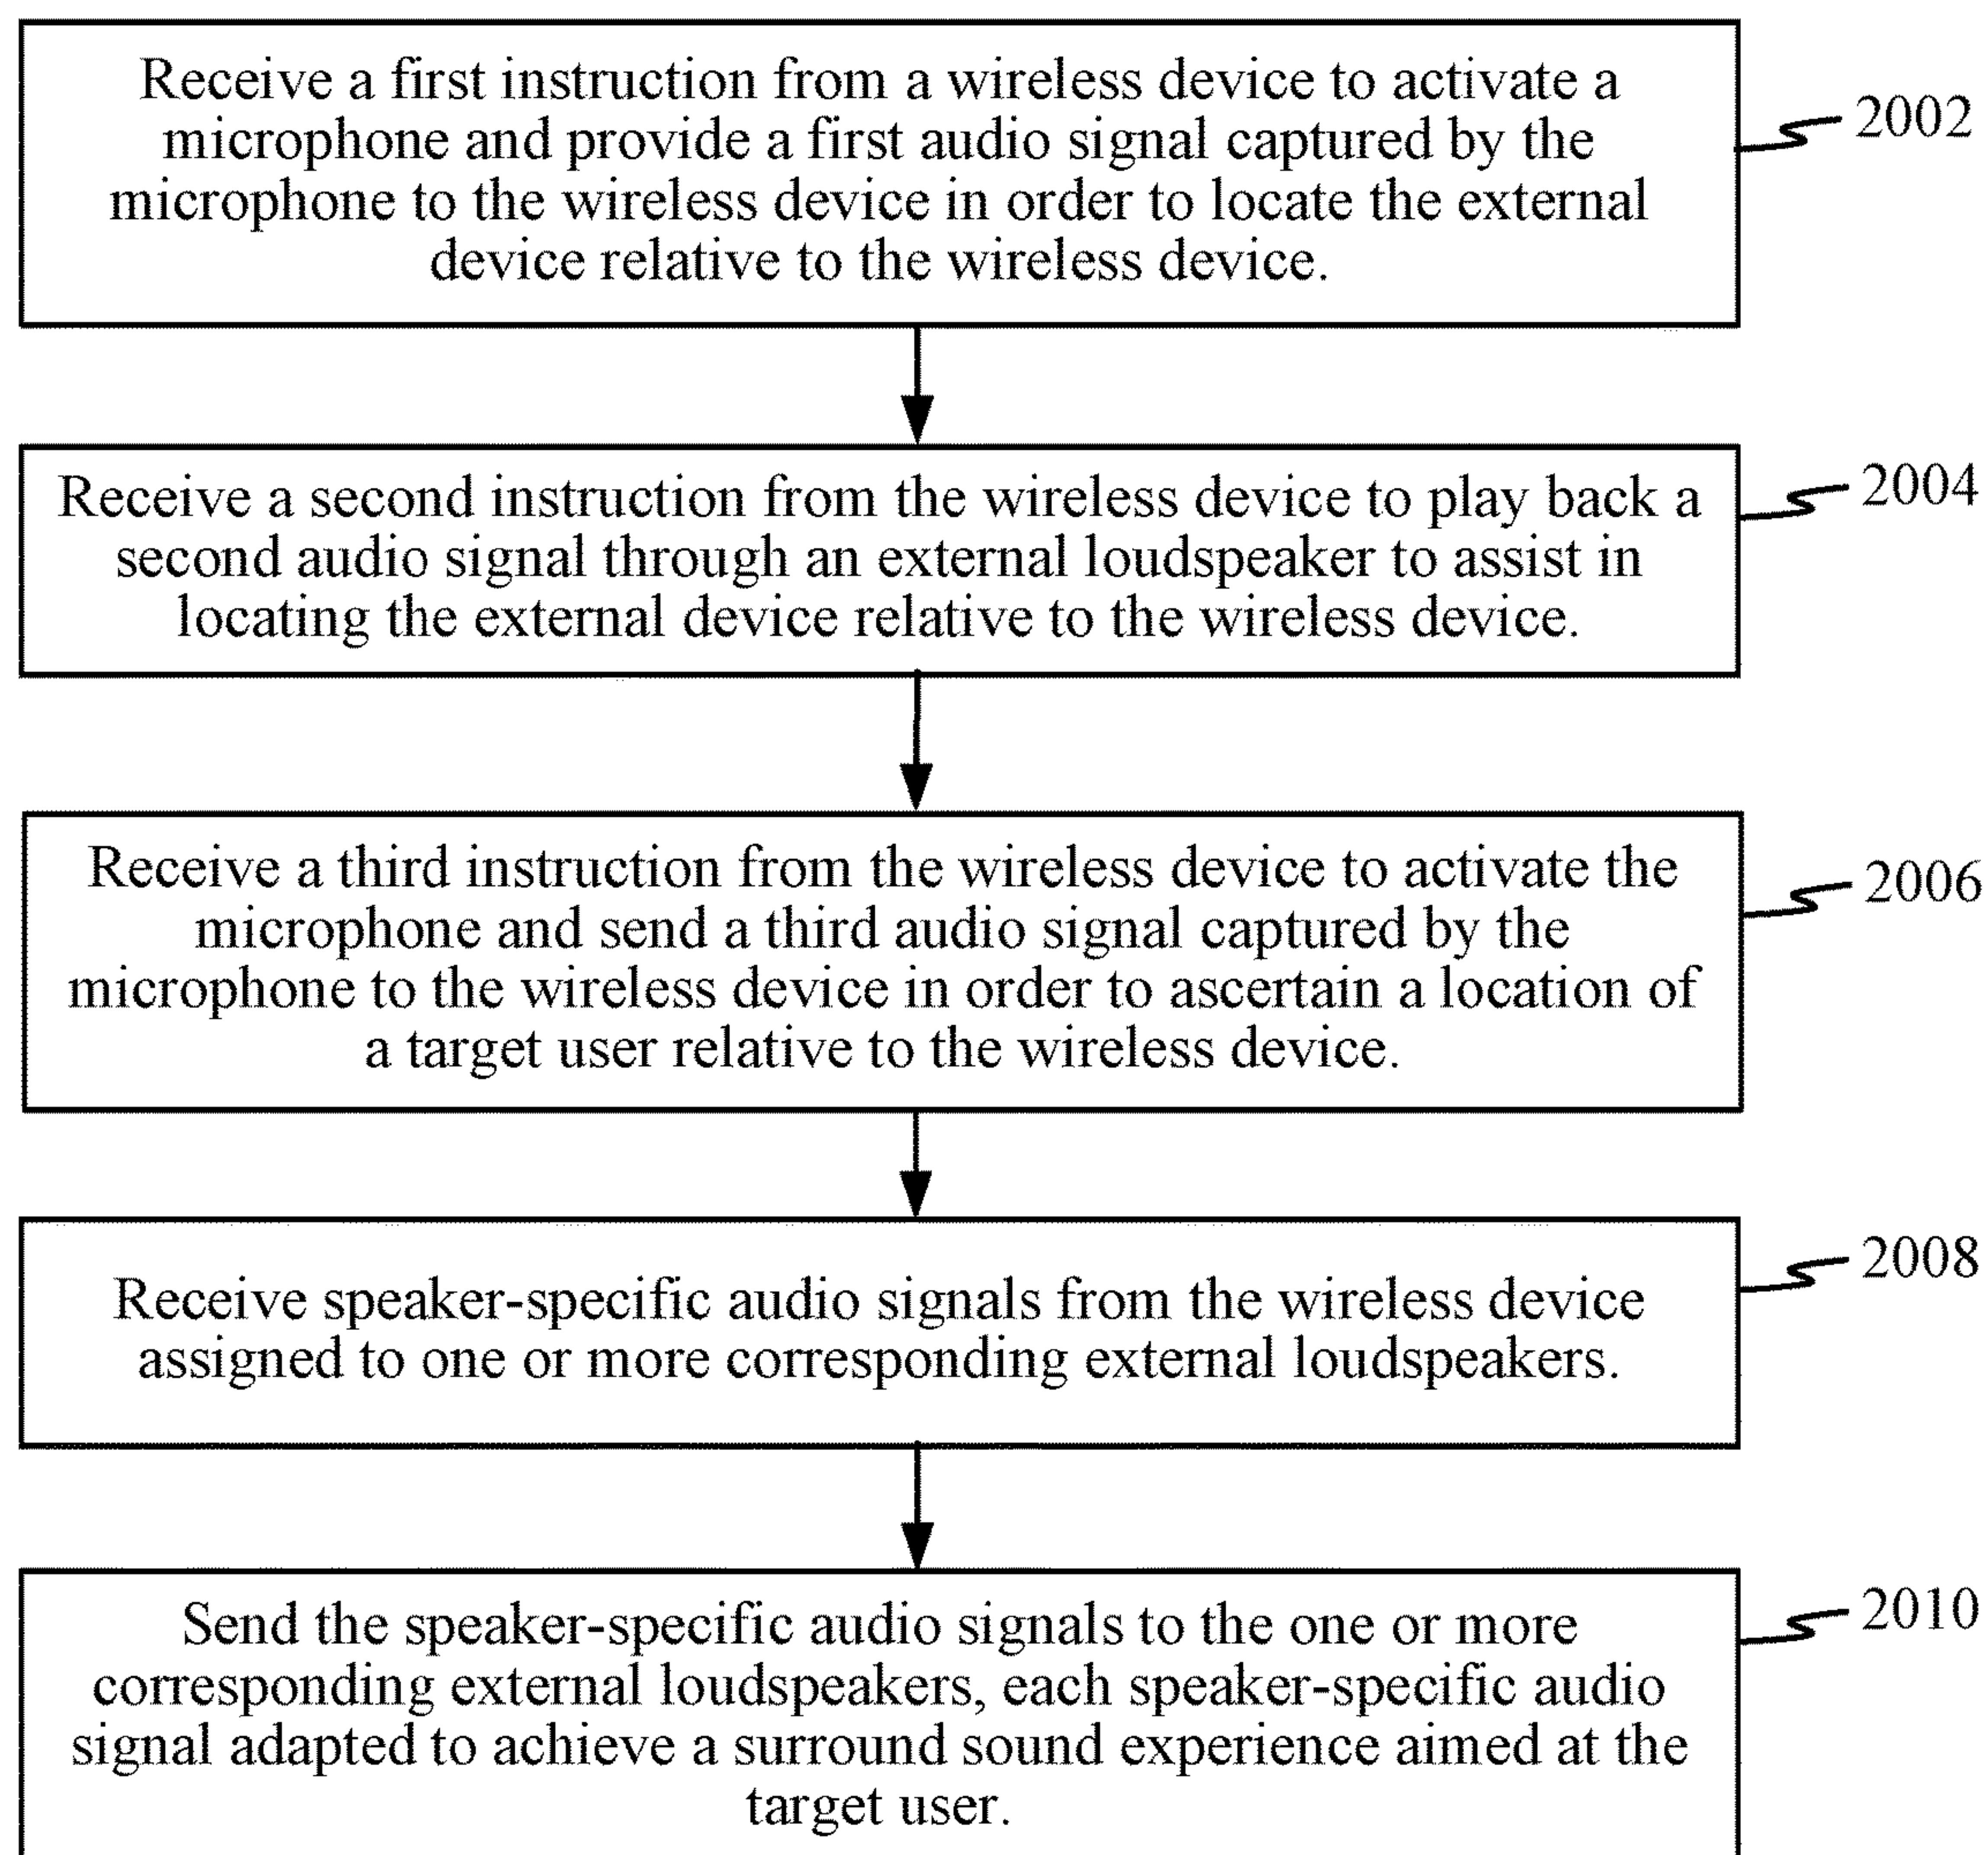 Receive a first instruction from a wireless device to activate a
microphone and provide a first audio signal captured by the
microphone to the wireless device in order to locate the external
device relative to the wireless device.
2002
Receive a second instruction from the wireless device to play back a
second audio signal through an external loudspeaker to assist in
locating the external device relative to the wireless device.
2004
Receive a third instruction from the wireless device to activate the
microphone and send a third audio signal captured by the
microphone to the wireless device in order to ascertain a location of
a target user relative to the wireless device.
2006
Receive speaker-specific audio signals from the wireless device
assigned to one or more corresponding external loudspeakers.
2008
Send the speaker-specific audio signals to the one or more
corresponding external loudspeakers, each speaker-specific audio
signal adapted to achieve a surround sound experience aimed at the
target user.
2010